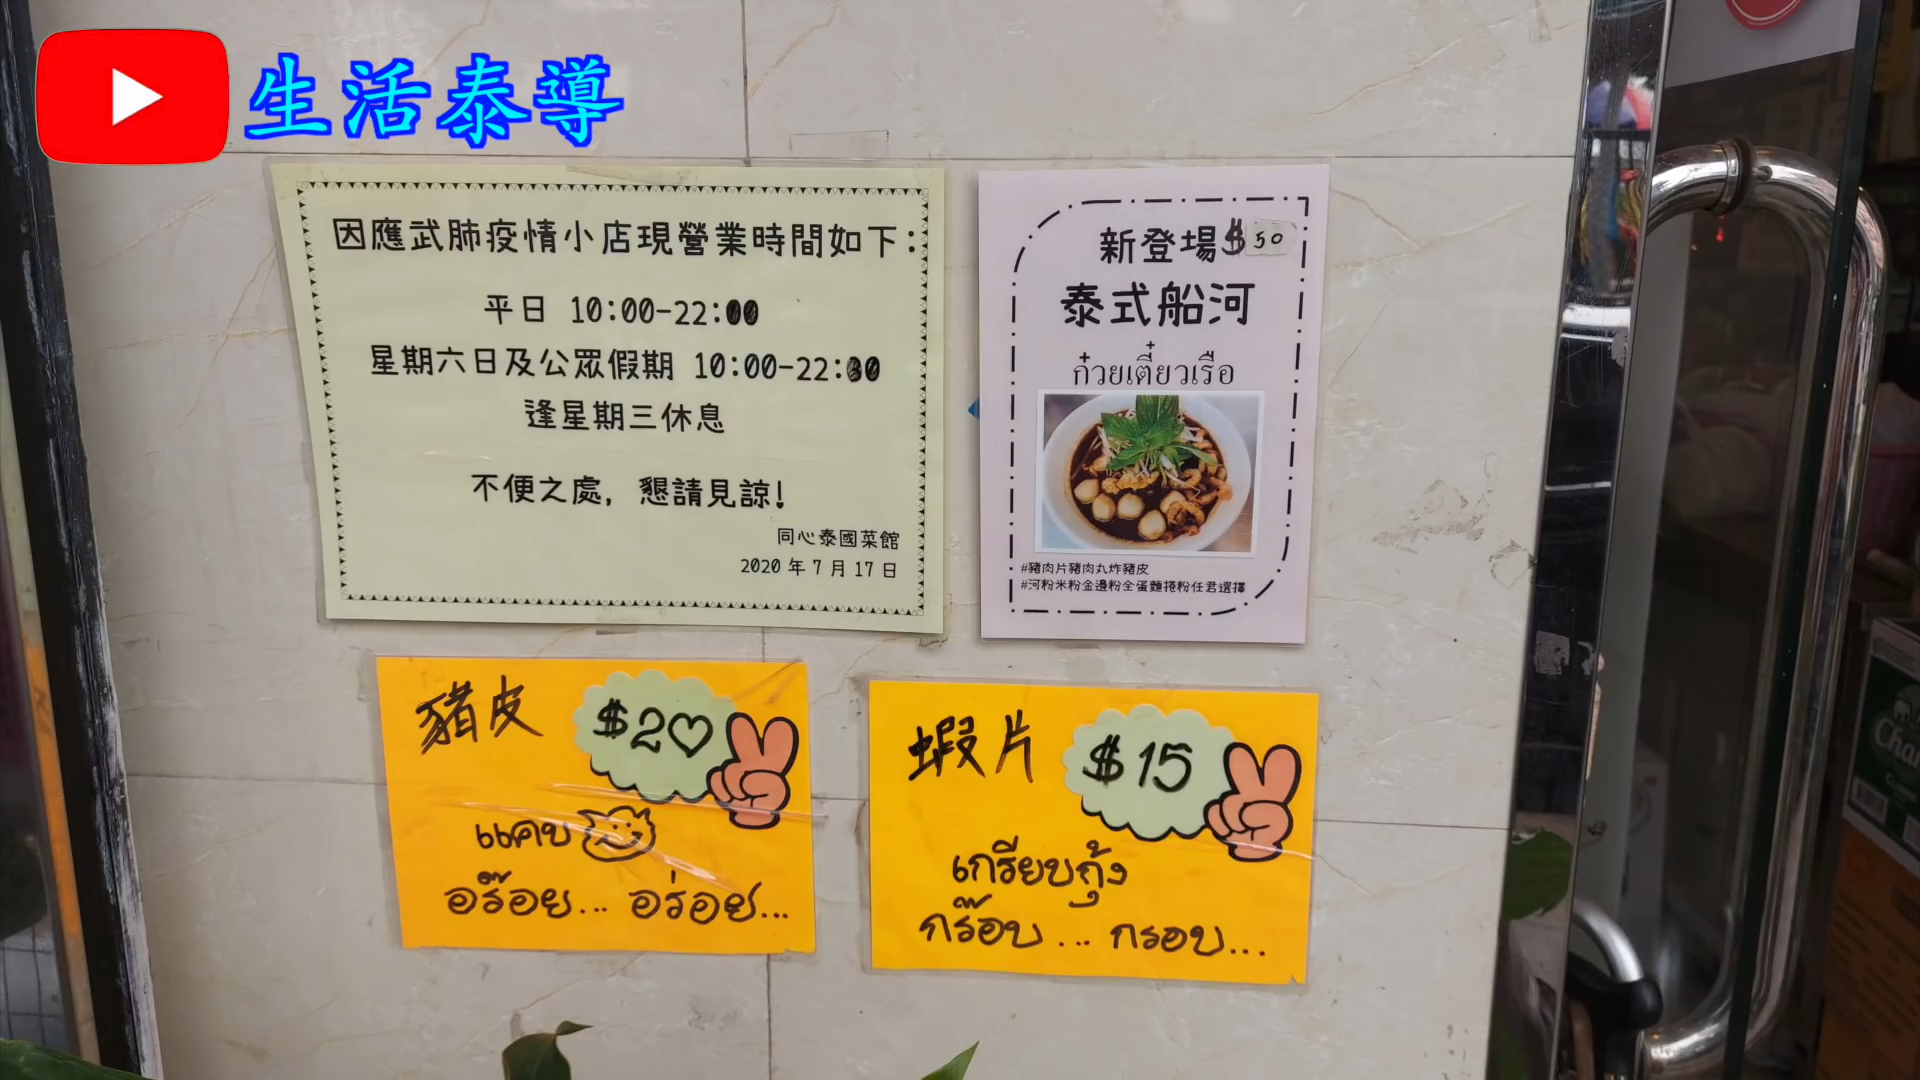 生活泰導
因應武肺疫情小店現營業時間如下:
平日 10:00-22:00
星期六日及公眾假期 10:00-22:30
逢星期三休息
不便之處, 懇請見諒!
同心泰國菜館
2020 年 7 月 17 日
新登場$50
泰式船河
ก๋วยเตี๋ยวเรือ
#豬肉片豬肉丸炸豬皮
#河粉米粉金邊粉全蛋麵捲粉任君選擇
豬皮 $20
แคบ
อร๊อย... อร่อย...
蝦片 $15
เกรียบกุ้ง
กร๊อบ... กรอบ...